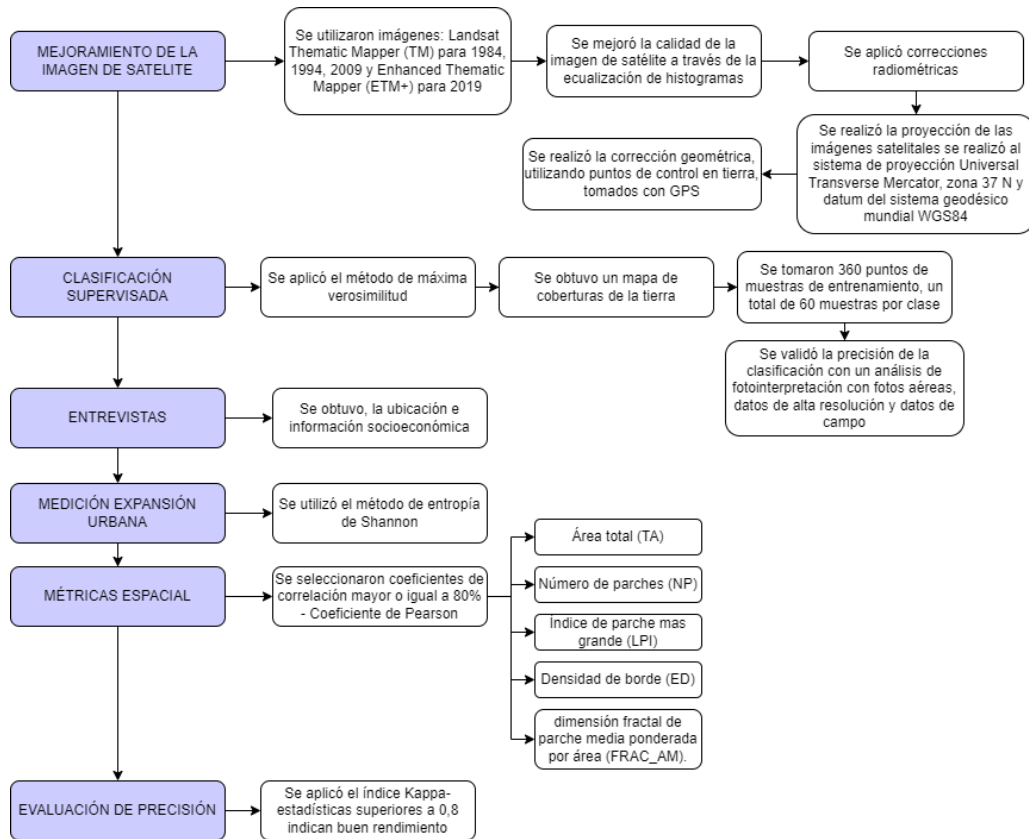 MEJORAMIENTO DE LA
IMAGEN DE SATELITE
Se utilizaron imágenes: Landsat
Thematic Mapper (TM) para 1984,
1994, 2009 y Enhanced Thematic
Mapper (ETM+) para 2019
Se mejoró la calidad de la
imagen de satélite a través de la
ecualización de histogramas
Se aplicó correcciones
radiométricas
Se realizó la proyección de las
imágenes satelitales se realizó al
sistema de proyección Universal
Transverse Mercator, zona 37 N y
datum del sistema geodésico
mundial WGS84
Se realizó la corrección geométrica,
utilizando puntos de control en tierra,
tomados con GPS
CLASIFICACIÓN
SUPERVISADA
Se aplicó el método de máxima
verosimilitud
Se obtuvo un mapa de
coberturas de la tierra
Se tomaron 360 puntos de
muestras de entrenamiento, un
total de 60 muestras por clase
Se validó la precisión de la
clasificación con un análisis de
fotointerpretación con fotos aéreas,
datos de alta resolución y datos de
campo
ENTREVISTAS
Se obtuvo, la ubicación e
información socioeconómica
MEDICIÓN EXPANSIÓN
URBANA
Se utilizó el método de entropía
de Shannon
MÉTRICAS ESPACIAL
Se seleccionaron coeficientes de
correlación mayor o igual a 80%
- Coeficiente de Pearson
Área total (TA)
Número de parches (NP)
Índice de parche mas
grande (LPI)
Densidad de borde (ED)
dimensión fractal de
parche media ponderada
por área (FRAC_AM).
EVALUACIÓN DE PRECISIÓN
Se aplicó el índice Kappa-
estadísticas superiores a 0,8
indican buen rendimiento